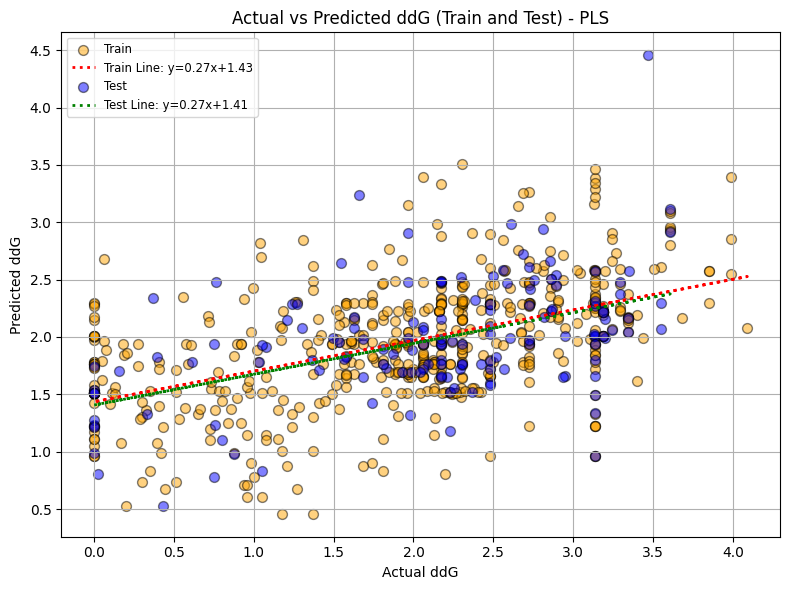 Actual vs Predicted ddG (Train and Test) - PLS
Train
Train Line: y=0.27x+1.43
Test
Test Line: y=0.27x+1.41
Predicted ddG
4.5
4.0
3.5
3.0
2.5
2.0
1.5
1.0
0.5
0.0 0.5 1.0 1.5 2.0 2.5 3.0 3.5 4.0
Actual ddG